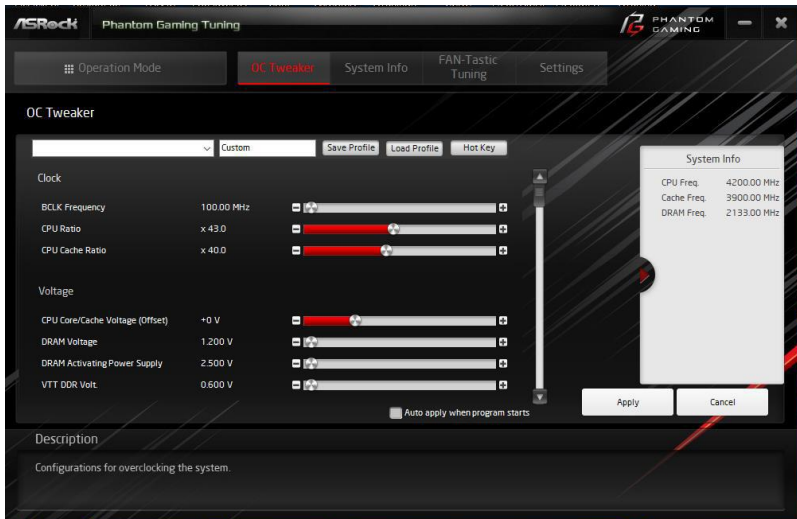 ASRock Phantom Gaming Tuning PHANTOM GAMING
Operation Mode OC Tweaker System Info FAN-Tastic Tuning Settings
OC Tweaker
Custom Save Profile Load Profile Hot Key
System Info
Clock
CPU Freq. 4200.00 MHz
Cache Freq. 3900.00 MHz
DRAM Freq. 2133.00 MHz
BCLK Frequency 100.00 MHz
CPU Ratio x 43.0
CPU Cache Ratio x 40.0
Voltage
CPU Core/Cache Voltage (Offset) +0 V
DRAM Voltage 1.200 V
DRAM Activating Power Supply 2.500 V
VTT DDR Volt. 0.600 V
Auto apply when program starts
Apply Cancel
Description
Configurations for overclocking the system.